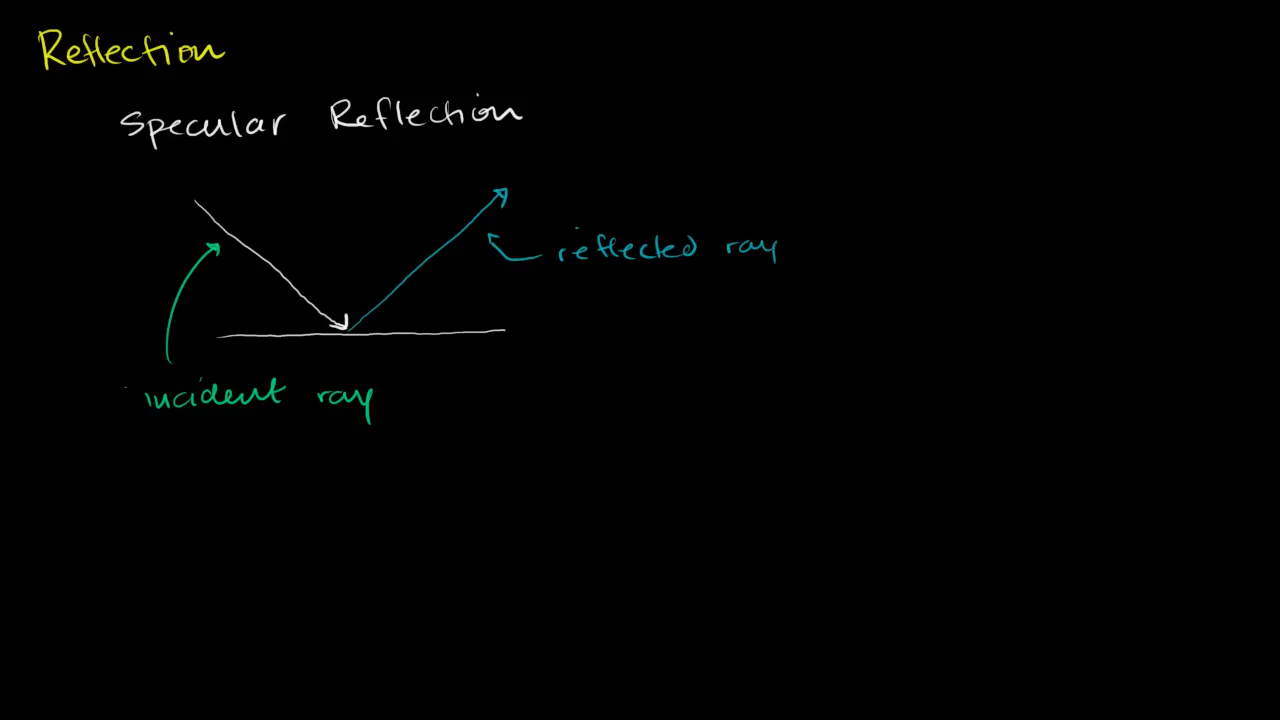 Reflection
Specular Reflection
reflected ray
incident ray